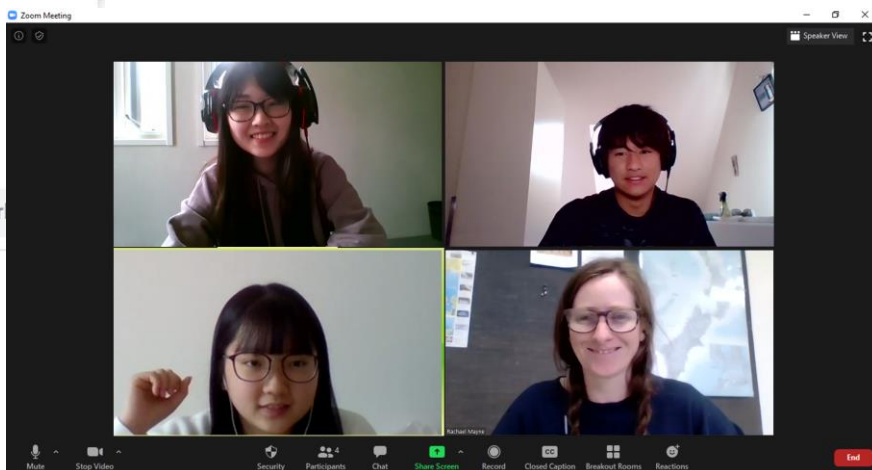 Zoom Meeting
Speaker View
Rachael Mayne
Mute
Stop Video
Security
Participants
4
Chat
Share Screen
Record
CC
Closed Caption
Breakout Rooms
Reactions
End